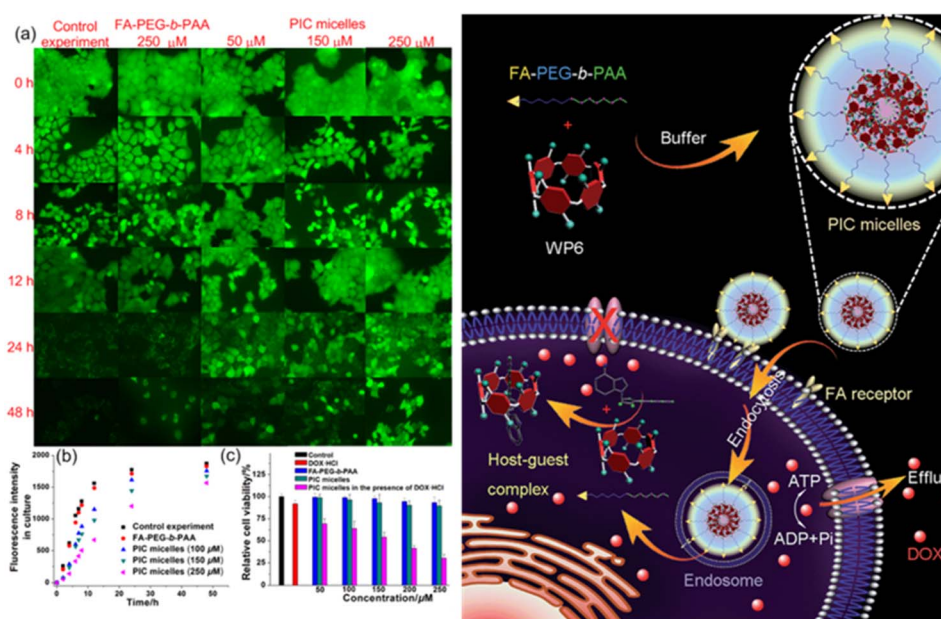 (a)
Control FA-PEG-b-PAA PIC micelles
experiment 250 μM 50 μM 150 μM 250 μM
0 h
4 h
8 h
12 h
24 h
48 h
(b)
Fluorescence intensity
in culture
2000
1500
1000
500
0
0 10 20 30 40 50
Time/h
Control experiment
FA-PEG-b-PAA
PIC micelles (100 μM)
PIC micelles (150 μM)
PIC micelles (250 μM)
(c)
Relative cell viability/%
125
100
75
50
25
0
50 100 150 200 250
Concentration/μM
Control
DOX·HCl
FA-PEG-b-PAA
PIC micelles
PIC micelles in the presence of DOX·HCl
FA-PEG-b-PAA
+
Buffer
WP6
PIC micelles
X
FA receptor
Endocytosis
+
Host-guest
complex
ATP
ADP+Pi
Efflu
DOX
Endosome